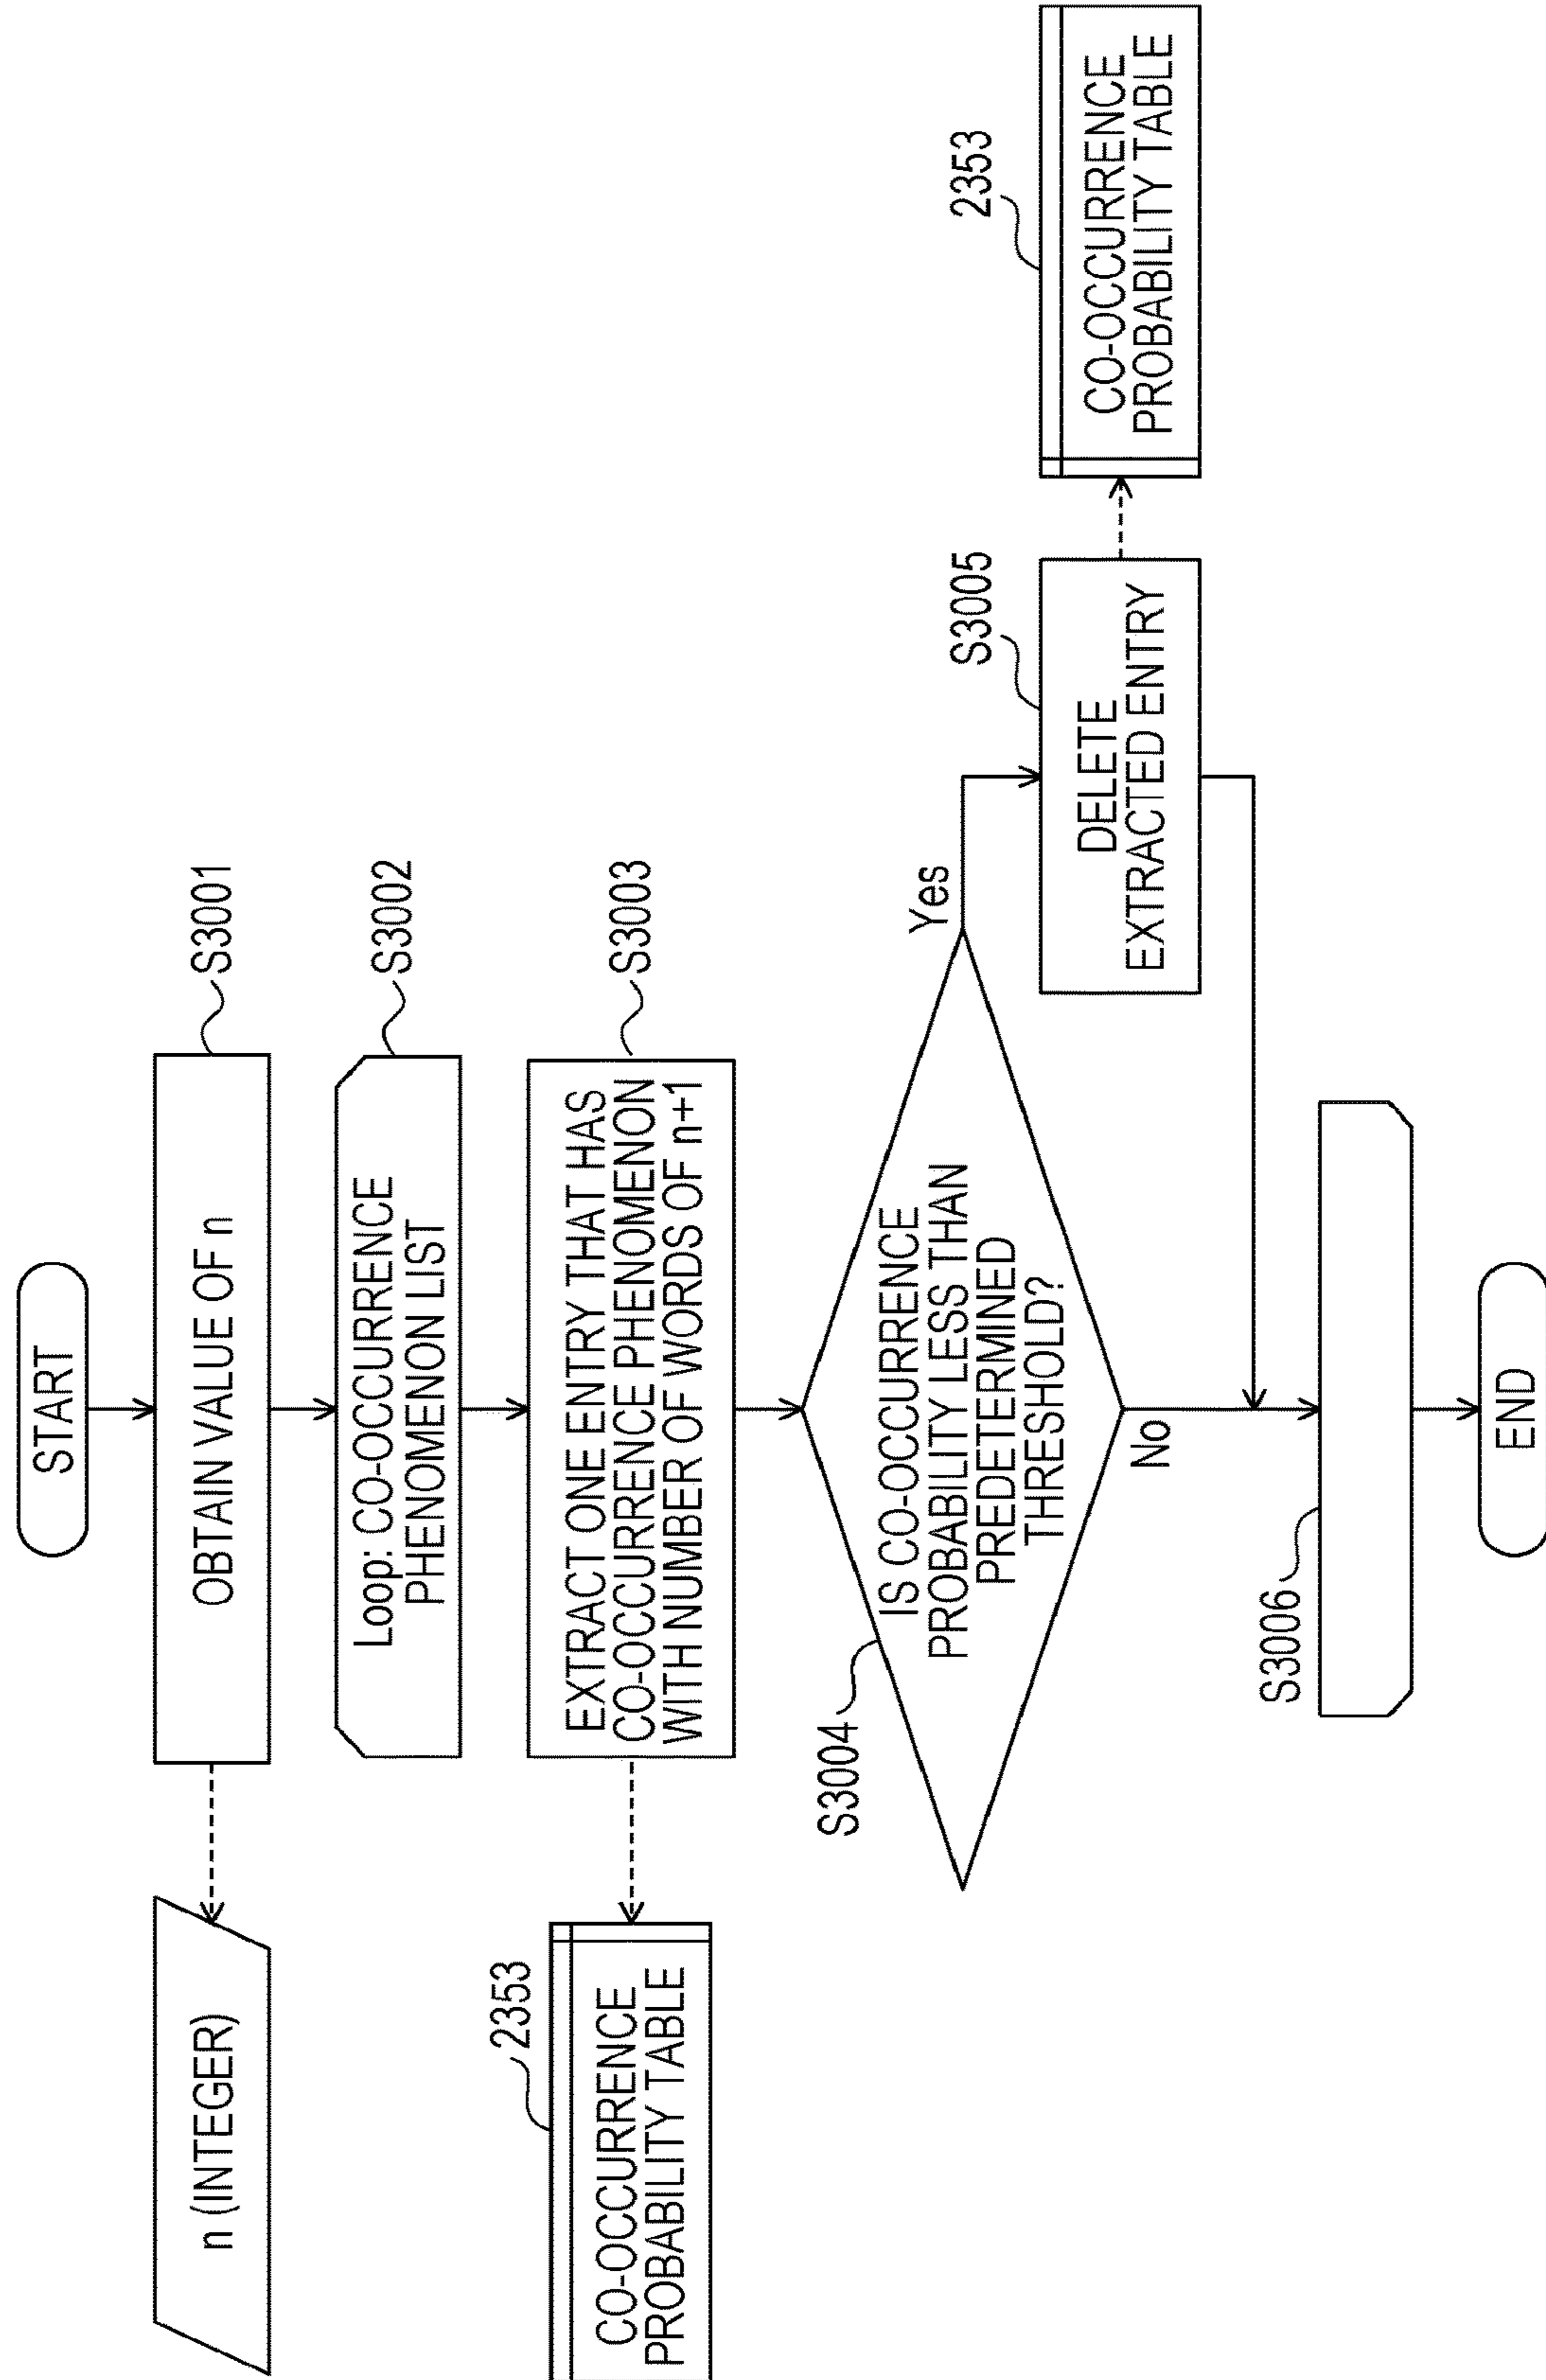 START
n (INTEGER)
OBTAIN VALUE OF n
S3001
Loop: CO-OCCURRENCE
PHENOMENON LIST
S3002
2353
CO-OCCURRENCE
PROBABILITY TABLE
EXTRACT ONE ENTRY THAT HAS
CO-OCCURRENCE PHENOMENON
WITH NUMBER OF WORDS OF n+1
S3003
S3004
IS CO-OCCURRENCE
PROBABILITY LESS THAN
PREDETERMINED
THRESHOLD?
Yes
No
S3005
DELETE
EXTRACTED ENTRY
2353
CO-OCCURRENCE
PROBABILITY TABLE
S3006
END